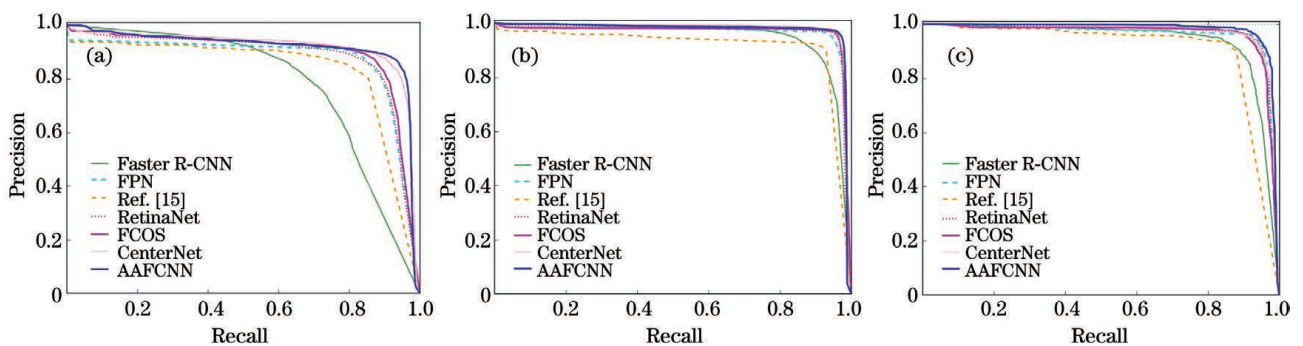 1.0
(a)
0.8
0.6
Precision
Faster R-CNN
FPN
0.4
Ref. [15]
RetinaNet
0.2
FCOS
CenterNet
AAFCNN
0
0.2
0.4
0.6
0.8
1.0
Recall
1.0
(b)
0.8
0.6
Precision
Faster R-CNN
FPN
0.4
Ref. [15]
RetinaNet
0.2
FCOS
CenterNet
AAFCNN
0
0.2
0.4
0.6
0.8
1.0
Recall
1.0
(c)
0.8
0.6
Precision
Faster R-CNN
FPN
0.4
Ref. [15]
RetinaNet
0.2
FCOS
CenterNet
AAFCNN
0
0.2
0.4
0.6
0.8
1.0
Recall